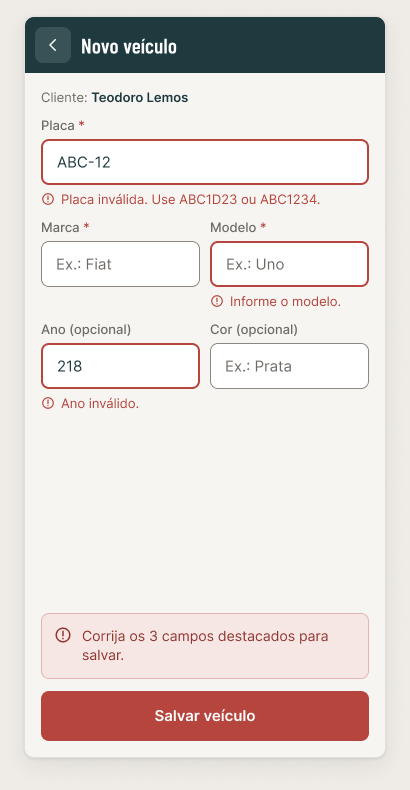 Novo veículo
Cliente: Teodoro Lemos
Placa *
ABC-12
Placa inválida. Use ABC1D23 ou ABC1234.
Marca *
Modelo *
Ex.: Fiat
Ex.: Uno
Informe o modelo.
Ano (opcional)
Cor (opcional)
218
Ex.: Prata
Ano inválido.
Corrija os 3 campos destacados para
salvar.
Salvar veículo